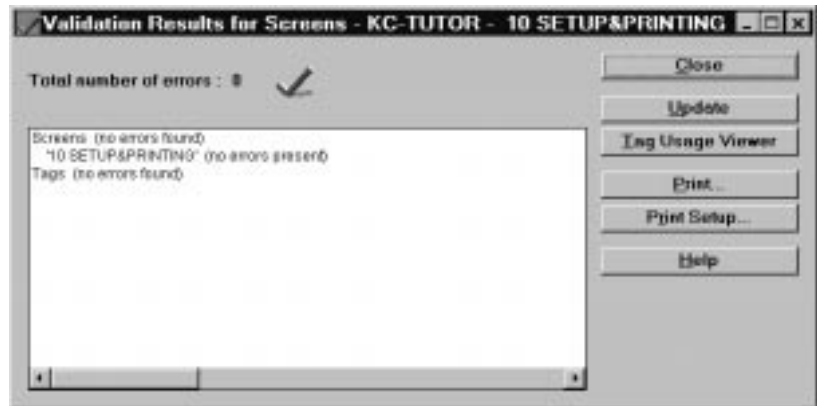 Validation Results for Screens - KC-TUTOR - 10 SETUP&PRINTING
Total number of errors : 0
Close
Update
Tag Usage Viewer
Print...
Print Setup...
Help
Screens (no errors found)
"10 SETUP&PRINTING" (no errors present)
Tags (no errors found)